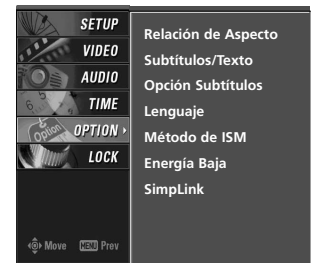 SETUP
VIDEO
AUDIO
TIME
OPTION
LOCK
Move MENU Prev
Relación de Aspecto
Subtítulos/Texto
Opción Subtítulos
Lenguaje
Método de ISM
Energía Baja
SimpLink